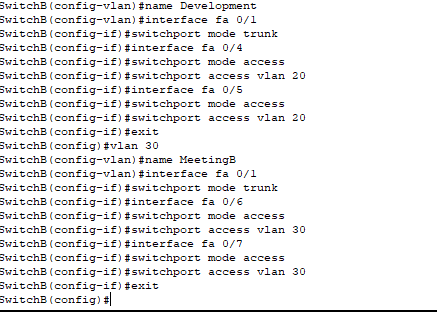 SwitchB(config-vlan)#name Development
SwitchB(config-vlan)#interface fa 0/1
SwitchB(config-if)#switchport mode trunk
SwitchB(config-if)#interface fa 0/4
SwitchB(config-if)#switchport mode access
SwitchB(config-if)#switchport access vlan 20
SwitchB(config-if)#interface fa 0/5
SwitchB(config-if)#switchport mode access
SwitchB(config-if)#switchport access vlan 20
SwitchB(config-if)#exit
SwitchB(config)#vlan 30
SwitchB(config-vlan)#name MeetingB
SwitchB(config-vlan)#interface fa 0/1
SwitchB(config-if)#switchport mode trunk
SwitchB(config-if)#interface fa 0/6
SwitchB(config-if)#switchport mode access
SwitchB(config-if)#switchport access vlan 30
SwitchB(config-if)#interface fa 0/7
SwitchB(config-if)#switchport mode access
SwitchB(config-if)#switchport access vlan 30
SwitchB(config-if)#exit
SwitchB(config)#